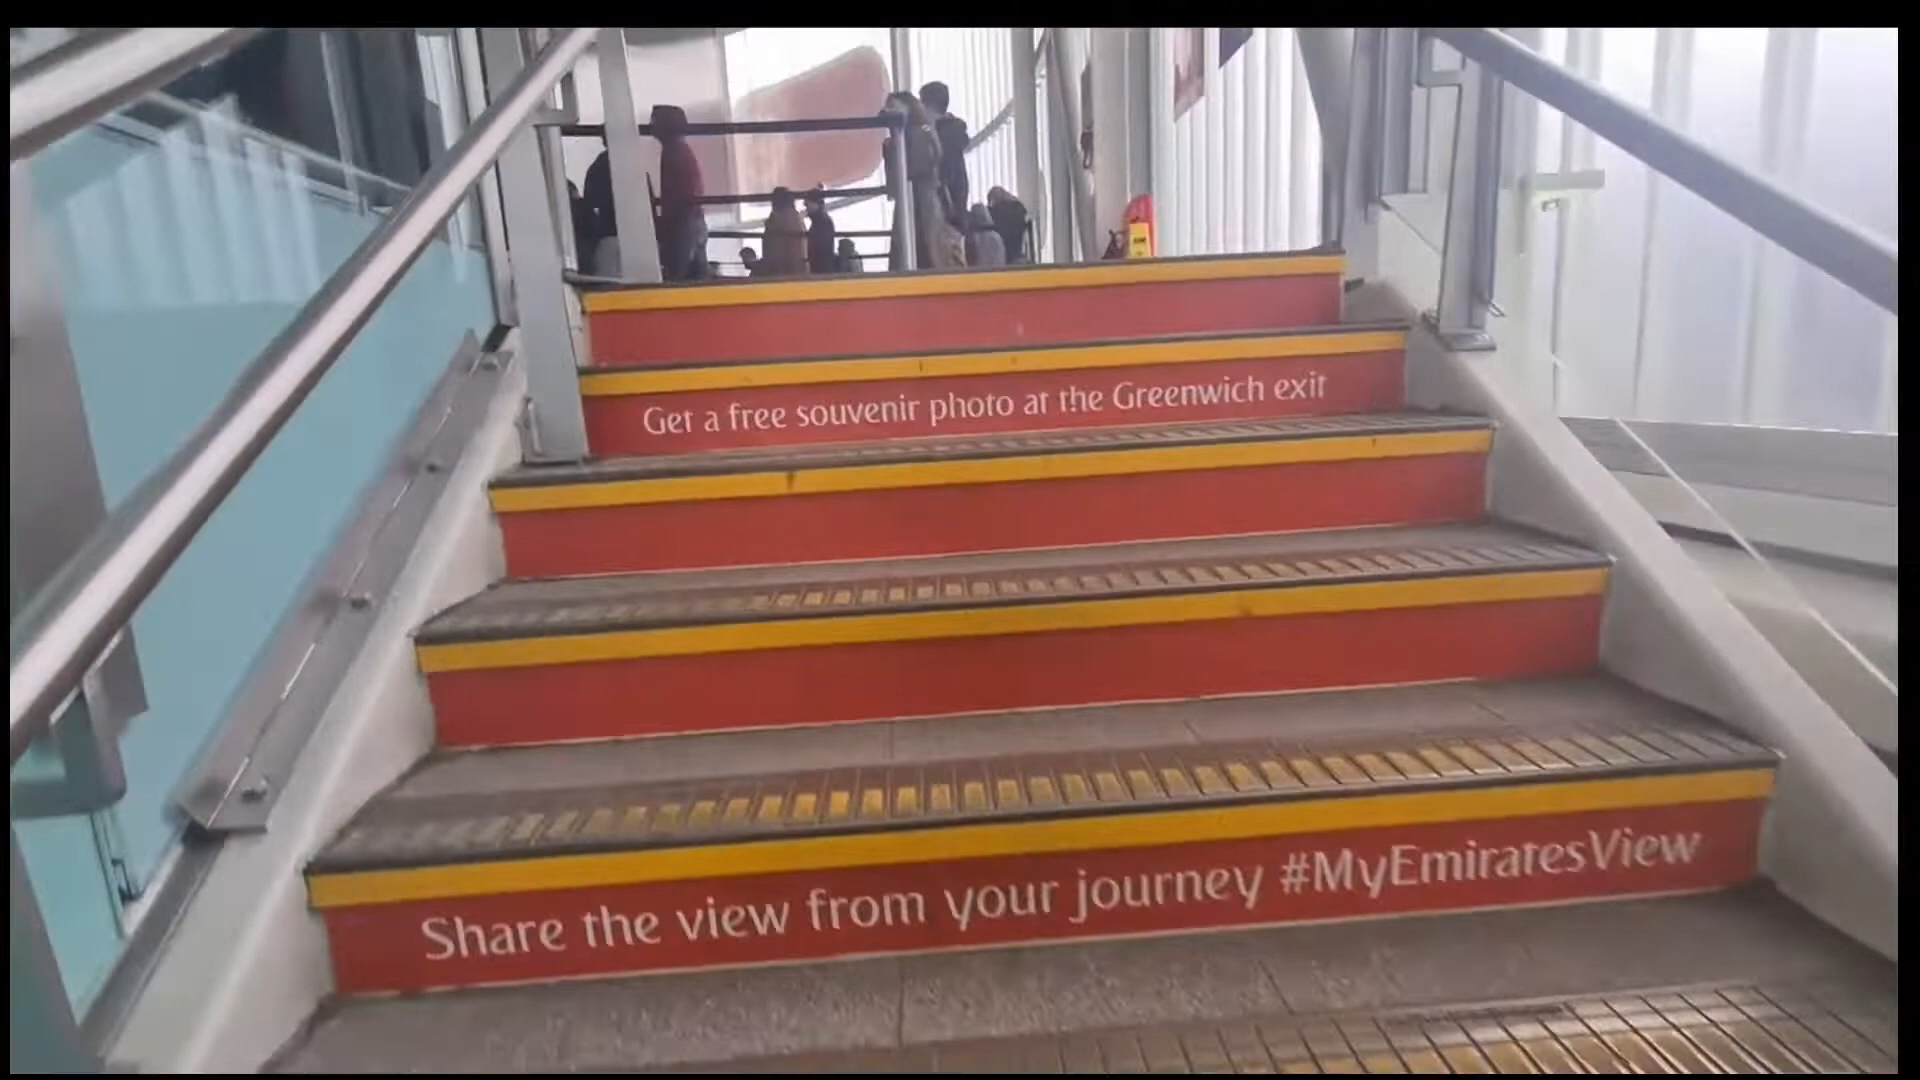 Get a free souvenir photo at the Greenwich exit
Share the view from your journey #MyEmiratesView